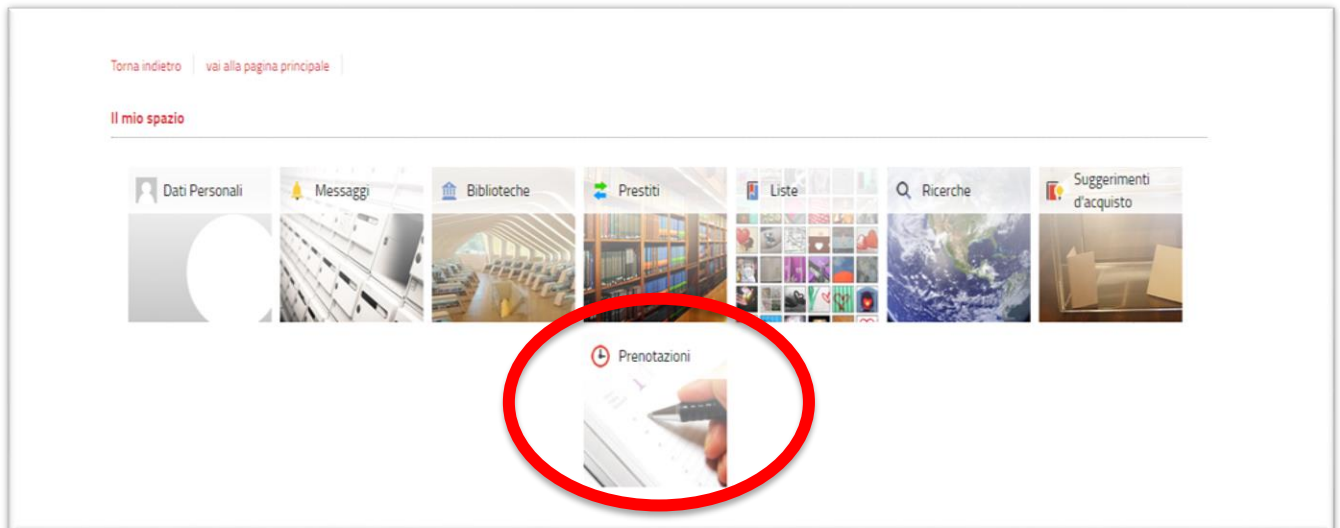 Torna indietro vai alla pagina principale
Il mio spazio
Dati Personali
Messaggi
Biblioteche
Prestiti
Liste
Ricerche
Suggerimenti
d'acquisto
Prenotazioni